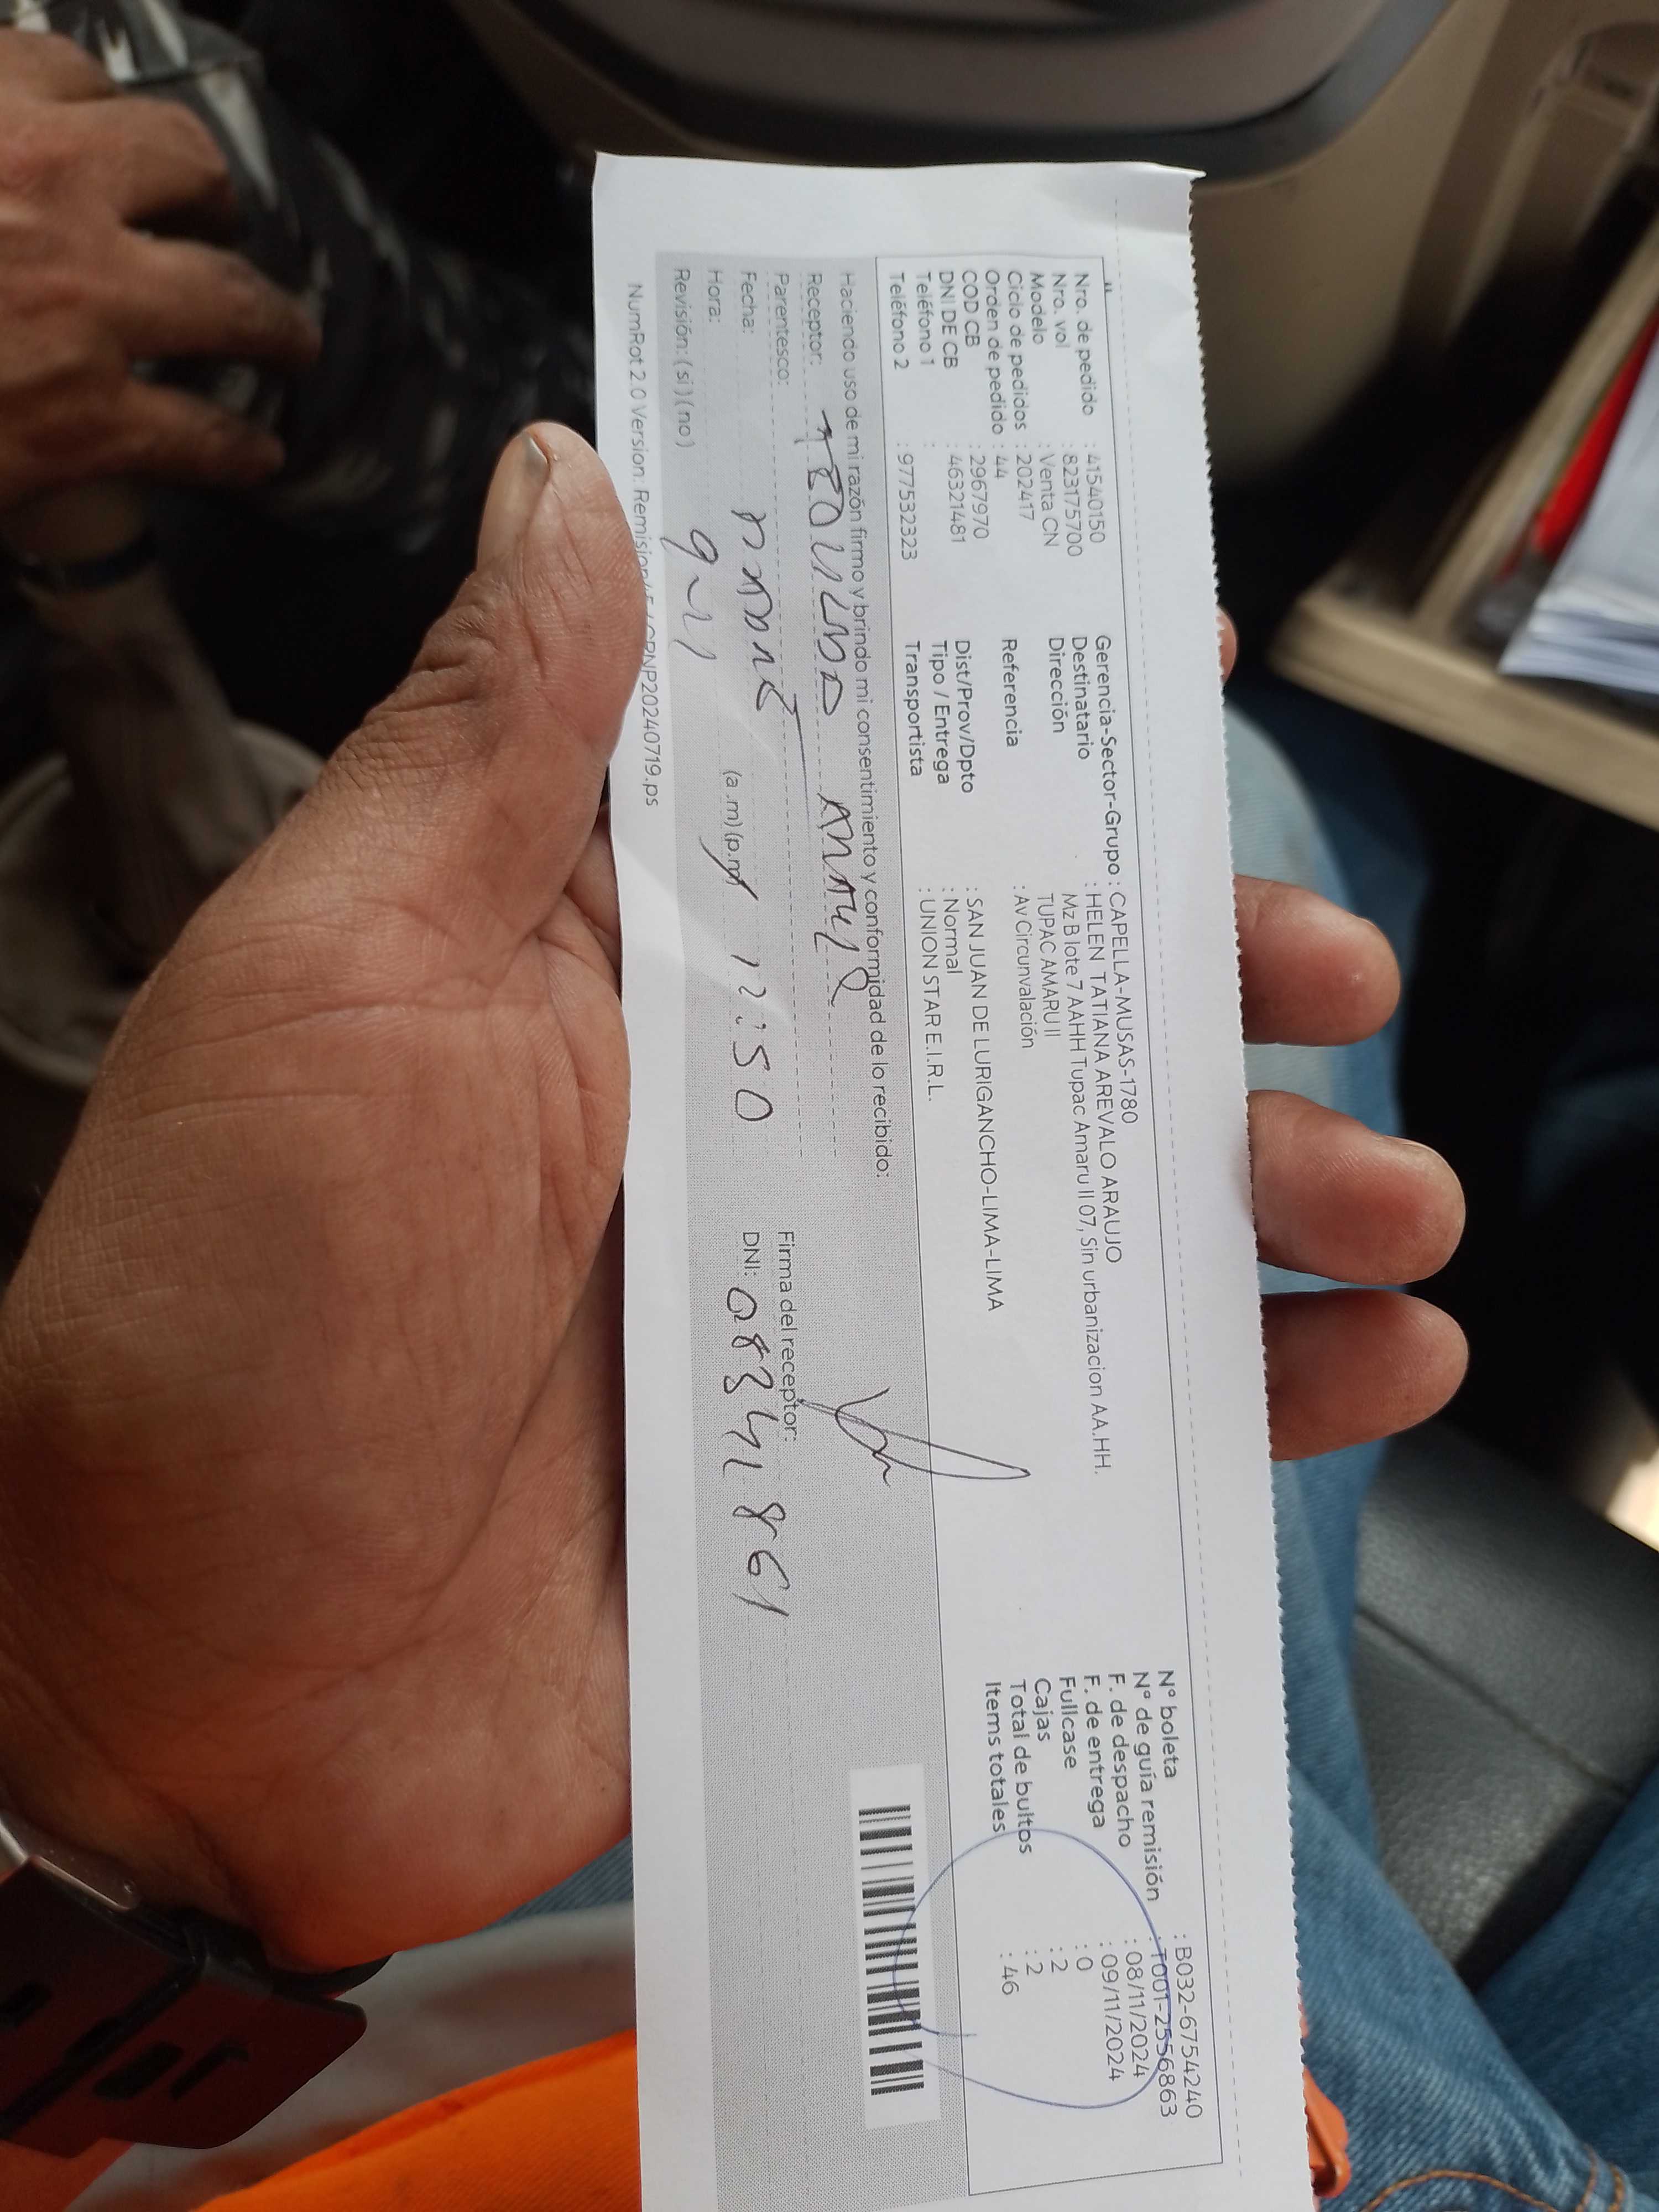 Nro. de pedido : 41540150
Nro. vol : 823175700
Modelo : Venta CN
Ciclo de pedidos : 202417
Orden de pedido : 44
COD CB : 2967970
DNI DE CB : 46321481
Teléfono 1 :
Teléfono 2 : 977532323
Gerencia-Sector-Grupo : CAPELLA-MUSAS-1780
Destinatario : HELEN TATIANA AREVALO ARAUJO
Dirección Mz B lote 7 AAHH Tupac Amaru II 07, Sin urbanizacion AA.HH.
TUPAC AMARU II
Referencia : Av Circunvalación
Dist/Prov/Dpto : SAN JUAN DE LURIGANCHO-LIMA-LIMA
Tipo / Entrega : Normal
Transportista : UNION STAR E.I.R.L.
N° boleta : B032-6754240
N° de guía remisión : T001-2556863
F. de despacho : 08/11/2024
F. de entrega : 09/11/2024
Fullcase : 0
Cajas : 2
Total de bultos : 2
Items totales : 46
Haciendo uso de mi razón firmo y brindo mi consentimiento y conformidad de lo recibido:
Receptor:
Parentesco:
Fecha:
Hora: 9-11 (a.m)(p.m) 12:50
Revisión: (si) (no)
Firma del receptor:
DNI: 08341861
NumRot 2.0 Version: